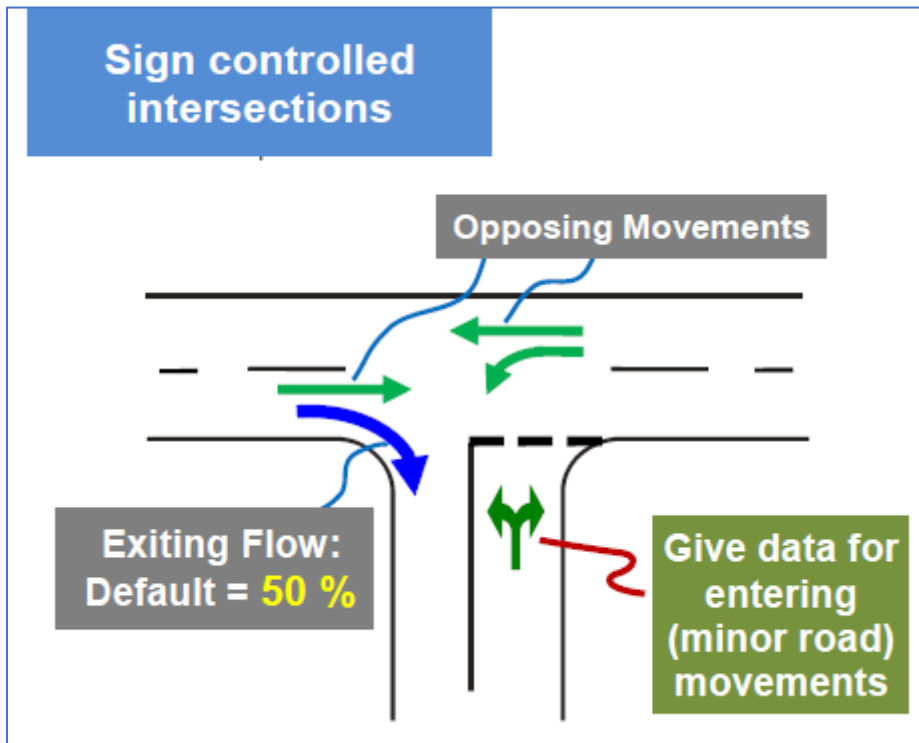 Sign controlled
intersections
Opposing Movements
Exiting Flow:
Default = 50 %
Give data for
entering
(minor road)
movements